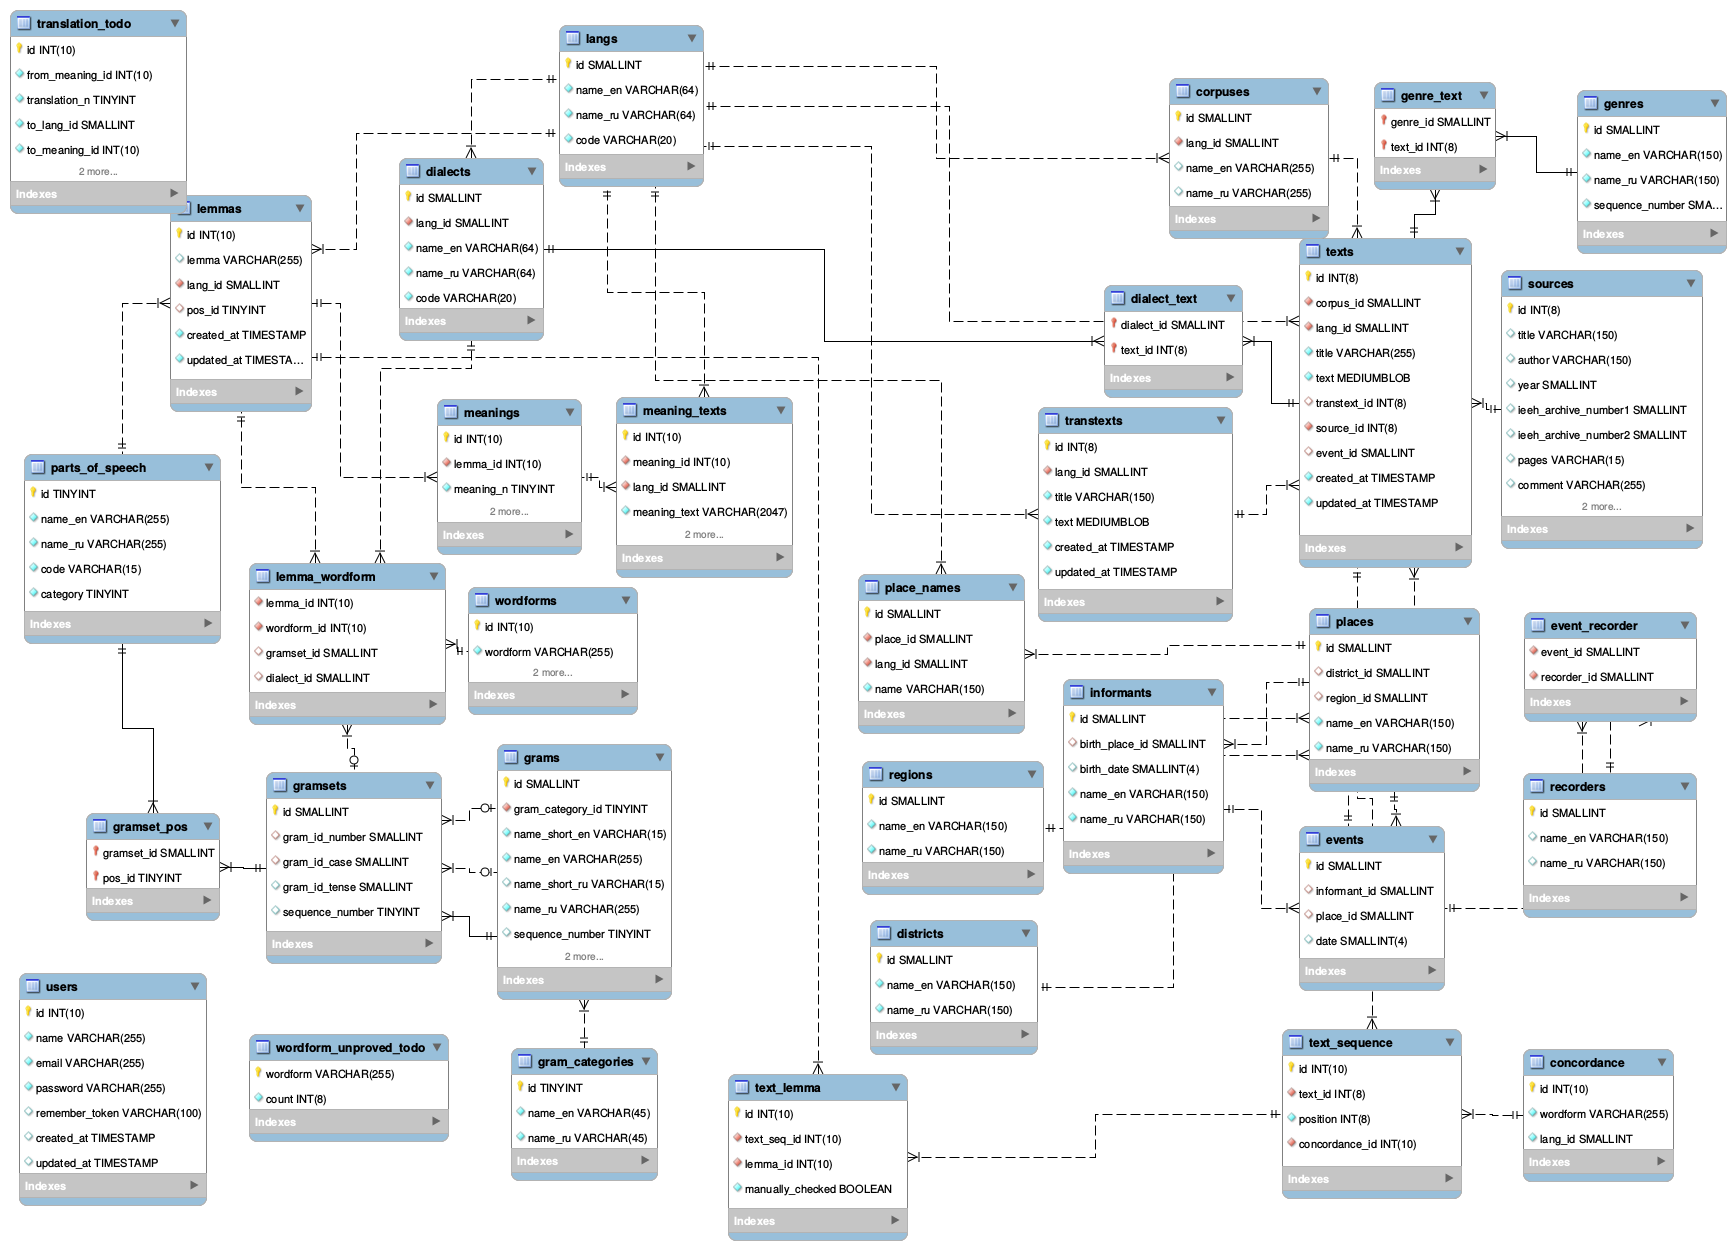 translation_todo
id INT(10)
from_meaning_id INT(10)
translation_n TINYINT
to_lang_id SMALLINT
to_meaning_id INT(10)
2 more...
Indexes
langs
id SMALLINT
name_en VARCHAR(64)
name_ru VARCHAR(64)
code VARCHAR(20)
Indexes
corpuses
id SMALLINT
lang_id SMALLINT
name_en VARCHAR(255)
name_ru VARCHAR(255)
Indexes
genre_text
genre_id SMALLINT
text_id INT(8)
Indexes
genres
id SMALLINT
name_en VARCHAR(150)
name_ru VARCHAR(150)
sequence_number SMA...
Indexes
lemmas
id INT(10)
lemma VARCHAR(255)
lang_id SMALLINT
pos_id TINYINT
created_at TIMESTAMP
updated_at TIMESTA...
Indexes
dialects
id SMALLINT
lang_id SMALLINT
name_en VARCHAR(64)
name_ru VARCHAR(64)
code VARCHAR(20)
Indexes
dialect_text
dialect_id SMALLINT
text_id INT(8)
Indexes
texts
id INT(8)
corpus_id SMALLINT
lang_id SMALLINT
title VARCHAR(255)
text MEDIUMBLOB
transtext_id INT(8)
source_id INT(8)
event_id SMALLINT
created_at TIMESTAMP
updated_at TIMESTAMP
Indexes
sources
id INT(8)
title VARCHAR(150)
author VARCHAR(150)
year SMALLINT
ieeh_archive_number1 SMALLINT
ieeh_archive_number2 SMALLINT
pages VARCHAR(15)
comment VARCHAR(255)
2 more...
Indexes
parts_of_speech
id TINYINT
name_en VARCHAR(255)
name_ru VARCHAR(255)
code VARCHAR(15)
category TINYINT
Indexes
meanings
id INT(10)
lemma_id INT(10)
meaning_n TINYINT
2 more...
Indexes
meaning_texts
id INT(10)
meaning_id INT(10)
lang_id SMALLINT
meaning_text VARCHAR(2047)
2 more...
Indexes
transtexts
id INT(8)
lang_id SMALLINT
title VARCHAR(150)
text MEDIUMBLOB
created_at TIMESTAMP
updated_at TIMESTAMP
Indexes
lemma_wordform
lemma_id INT(10)
wordform_id INT(10)
gramset_id SMALLINT
dialect_id SMALLINT
Indexes
wordforms
id INT(10)
wordform VARCHAR(255)
2 more...
Indexes
place_names
id SMALLINT
place_id SMALLINT
lang_id SMALLINT
name VARCHAR(150)
Indexes
places
id SMALLINT
district_id SMALLINT
region_id SMALLINT
name_en VARCHAR(150)
name_ru VARCHAR(150)
Indexes
event_recorder
event_id SMALLINT
recorder_id SMALLINT
Indexes
informants
id SMALLINT
birth_place_id SMALLINT
birth_date SMALLINT(4)
name_en VARCHAR(150)
name_ru VARCHAR(150)
Indexes
regions
id SMALLINT
name_en VARCHAR(150)
name_ru VARCHAR(150)
Indexes
recorders
id SMALLINT
name_en VARCHAR(150)
name_ru VARCHAR(150)
Indexes
gramset_pos
gramset_id SMALLINT
pos_id TINYINT
Indexes
gramsets
id SMALLINT
gram_id_number SMALLINT
gram_id_case SMALLINT
gram_id_tense SMALLINT
sequence_number TINYINT
Indexes
grams
id SMALLINT
gram_category_id TINYINT
name_short_en VARCHAR(15)
name_en VARCHAR(255)
name_short_ru VARCHAR(15)
name_ru VARCHAR(255)
sequence_number TINYINT
2 more...
Indexes
events
id SMALLINT
informant_id SMALLINT
place_id SMALLINT
date SMALLINT(4)
Indexes
districts
id SMALLINT
name_en VARCHAR(150)
name_ru VARCHAR(150)
Indexes
users
id INT(10)
name VARCHAR(255)
email VARCHAR(255)
password VARCHAR(255)
remember_token VARCHAR(100)
created_at TIMESTAMP
updated_at TIMESTAMP
Indexes
wordform_unproved_todo
wordform VARCHAR(255)
count INT(8)
Indexes
gram_categories
id TINYINT
name_en VARCHAR(45)
name_ru VARCHAR(45)
Indexes
text_lemma
id INT(10)
text_seq_id INT(10)
lemma_id INT(10)
manually_checked BOOLEAN
Indexes
text_sequence
id INT(10)
text_id INT(8)
position INT(8)
concordance_id INT(10)
Indexes
concordance
id INT(10)
wordform VARCHAR(255)
lang_id SMALLINT
Indexes